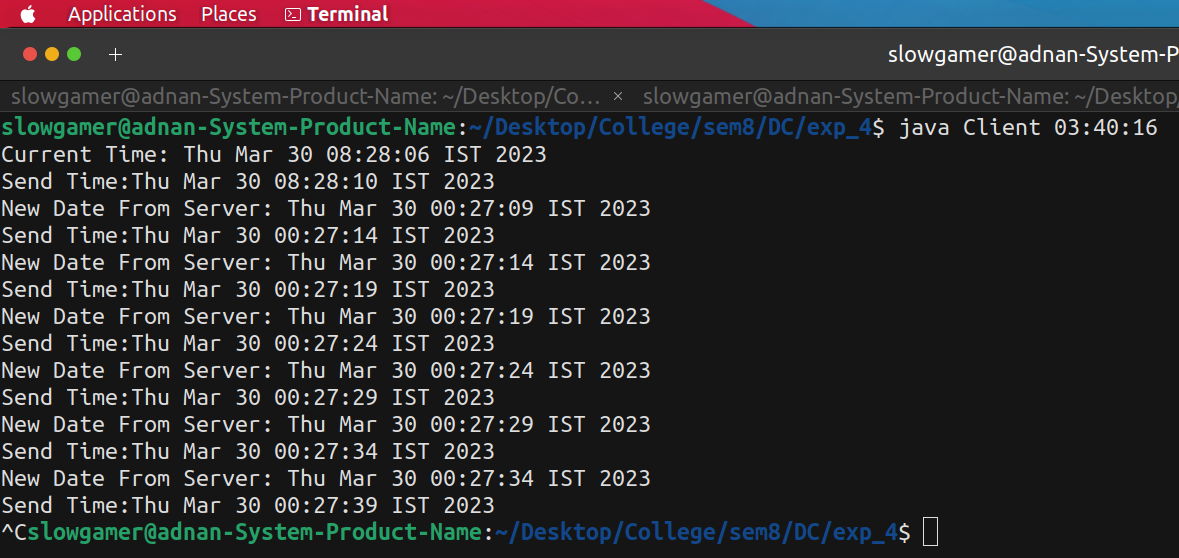 Applications Places Terminal
slowgamer@adnan-System-P
slowgamer@adnan-System-Product-Name: ~/Desktop/Co... × slowgamer@adnan-System-Product-Name: ~/Desktop/
slowgamer@adnan-System-Product-Name:~/Desktop/College/sem8/DC/exp_4$ java Client 03:40:16
Current Time: Thu Mar 30 08:28:06 IST 2023
Send Time:Thu Mar 30 08:28:10 IST 2023
New Date From Server: Thu Mar 30 00:27:09 IST 2023
Send Time:Thu Mar 30 00:27:14 IST 2023
New Date From Server: Thu Mar 30 00:27:14 IST 2023
Send Time:Thu Mar 30 00:27:19 IST 2023
New Date From Server: Thu Mar 30 00:27:19 IST 2023
Send Time:Thu Mar 30 00:27:24 IST 2023
New Date From Server: Thu Mar 30 00:27:24 IST 2023
Send Time:Thu Mar 30 00:27:29 IST 2023
New Date From Server: Thu Mar 30 00:27:29 IST 2023
Send Time:Thu Mar 30 00:27:34 IST 2023
New Date From Server: Thu Mar 30 00:27:34 IST 2023
Send Time:Thu Mar 30 00:27:39 IST 2023
^Cslowgamer@adnan-System-Product-Name:~/Desktop/College/sem8/DC/exp_4$